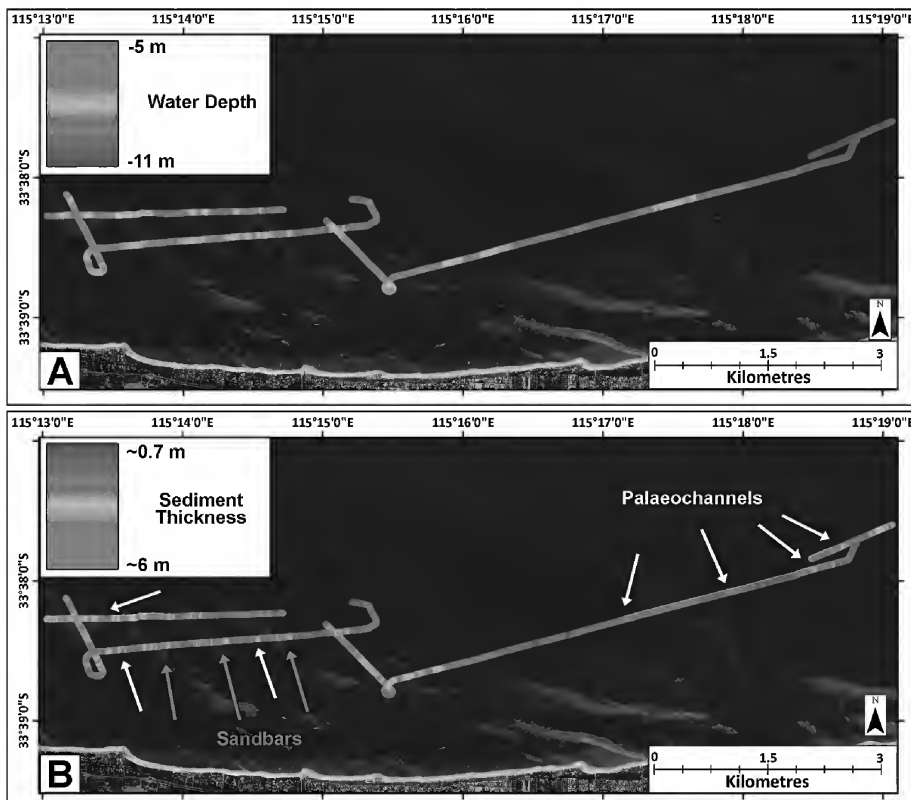 115°13'0"E 115°14'0"E 115°15'0"E 115°16'0"E 115°17'0"E 115°18'0"E 115°19'0"E
-5 m
Water Depth
-11 m
33°38'0"S
33°39'0"S
N
0 1.5 3
Kilometres
A
115°13'0"E 115°14'0"E 115°15'0"E 115°16'0"E 115°17'0"E 115°18'0"E 115°19'0"E
~0.7 m
Sediment
Thickness
~6 m
Palaeochannels
33°38'0"S
33°39'0"S
Sandbars
N
0 1.5 3
Kilometres
B